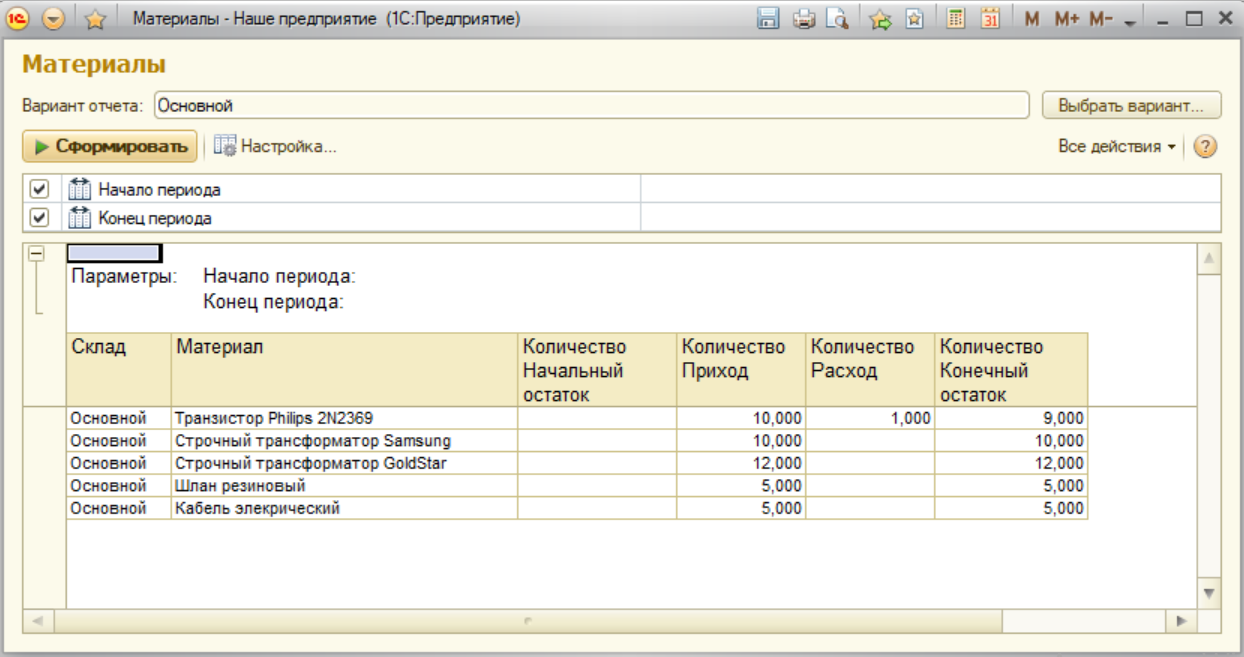 Материалы - Наше предприятие (1С:Предприятие)
31 M M+ M-
Материалы
Вариант отчета: Основной Выбрать вариант...
Сформировать Настройка... Все действия ?
Начало периода
Конец периода
Параметры: Начало периода:
Конец периода:
Склад Материал Количество Начальный остаток Количество Приход Количество Расход Количество Конечный остаток
Основной Транзистор Philips 2N2369 10,000 1,000 9,000
Основной Строчный трансформатор Samsung 10,000 10,000
Основной Строчный трансформатор GoldStar 12,000 12,000
Основной Шлан резиновый 5,000 5,000
Основной Кабель элекрический 5,000 5,000